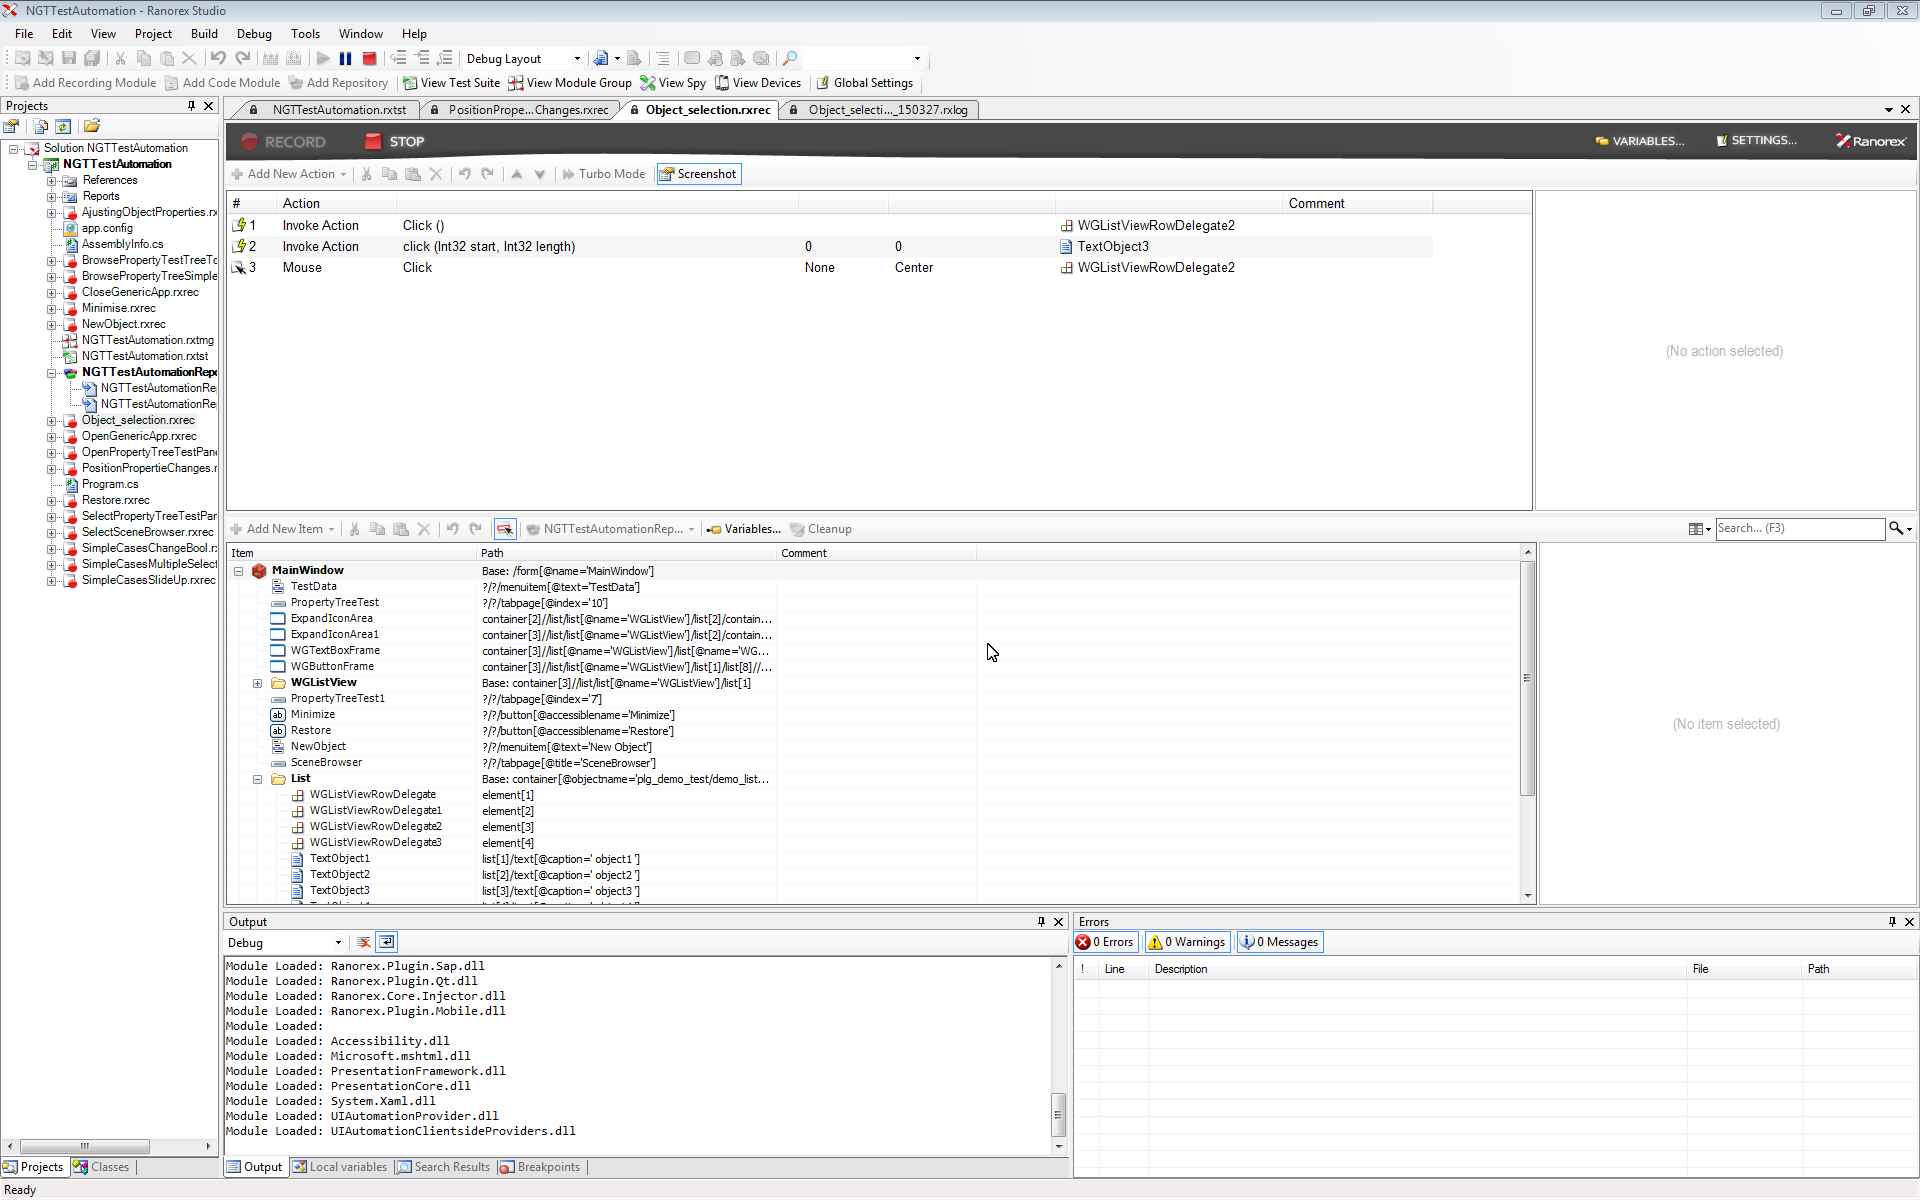 NGTTestAutomation - Ranorex Studio
File Edit View Project Build Debug Tools Window Help
Debug Layout
Add Recording Module Add Code Module Add Repository View Test Suite View Module Group View Spy View Devices Global Settings
Projects
Solution NGTTestAutomation
NGTTestAutomation
References
Reports
AjustingObjectProperties.rx
app.config
AssemblyInfo.cs
BrowsePropertyTestTreeTo
BrowsePropertyTreeSimple
CloseGenericApp.rxrec
Minimise.rxrec
NewObject.rxrec
NGTTestAutomation.rxtmg
NGTTestAutomation.rxtst
NGTTestAutomationRepo
NGTTestAutomationRe
NGTTestAutomationRe
Object_selection.rxrec
OpenGenericApp.rxrec
OpenPropertyTreeTestPane
PositionPropertieChanges.r
Program.cs
Restore.rxrec
SelectPropertyTreeTestPar
SelectSceneBrowser.rxrec
SimpleCasesChangeBool.rx
SimpleCasesMultipleSelect
SimpleCasesSlideUp.rxrec
Projects Classes
NGTTestAutomation.rxtst PositionPrope...Changes.rxrec Object_selection.rxrec Object_selecti..._150327.rxlog
RECORD STOP VARIABLES... SETTINGS... Ranorex
Add New Action Turbo Mode Screenshot
# Action Comment
1 Invoke Action Click () WGListViewRowDelegate2
2 Invoke Action click (Int32 start, Int32 length) 0 0 TextObject3
3 Mouse Click None Center WGListViewRowDelegate2
(No action selected)
Add New Item NGTTestAutomationRep... Variables... Cleanup Search... (F3)
Item Path Comment
MainWindow Base: /form[@name='MainWindow']
TestData ?/?/menuitem[@text='TestData']
PropertyTreeTest ?/?/tabpage[@index='10']
ExpandIconArea container[2]//list/list[@name='WGListView']/list[2]/contain...
ExpandIconArea1 container[3]//list/list[@name='WGListView']/list[2]/contain...
WGTextBoxFrame container[3]//list[@name='WGListView']/list[@name='WG...
WGButtonFrame container[3]//list/list[@name='WGListView']/list[1]/list[8]//...
WGListView Base: container[3]//list/list[@name='WGListView']/list[1]
PropertyTreeTest1 ?/?/tabpage[@index='7']
Minimize ?/?/button[@accessiblename='Minimize']
Restore ?/?/button[@accessiblename='Restore']
NewObject ?/?/menuitem[@text='New Object']
SceneBrowser ?/?/tabpage[@title='SceneBrowser']
List Base: container[@objectname='plg_demo_test/demo_list...
WGListViewRowDelegate element[1]
WGListViewRowDelegate1 element[2]
WGListViewRowDelegate2 element[3]
WGListViewRowDelegate3 element[4]
TextObject1 list[1]/text[@caption=' object1 ']
TextObject2 list[2]/text[@caption=' object2 ']
TextObject3 list[3]/text[@caption=' object3 ']
(No item selected)
Output
Debug
Module Loaded: Ranorex.Plugin.Sap.dll
Module Loaded: Ranorex.Plugin.Qt.dll
Module Loaded: Ranorex.Core.Injector.dll
Module Loaded: Ranorex.Plugin.Mobile.dll
Module Loaded:
Module Loaded: Accessibility.dll
Module Loaded: Microsoft.mshtml.dll
Module Loaded: PresentationFramework.dll
Module Loaded: PresentationCore.dll
Module Loaded: System.Xaml.dll
Module Loaded: UIAutomationProvider.dll
Module Loaded: UIAutomationClientsideProviders.dll
Output Local variables Search Results Breakpoints
Errors
0 Errors 0 Warnings 0 Messages
! Line Description File Path
Ready